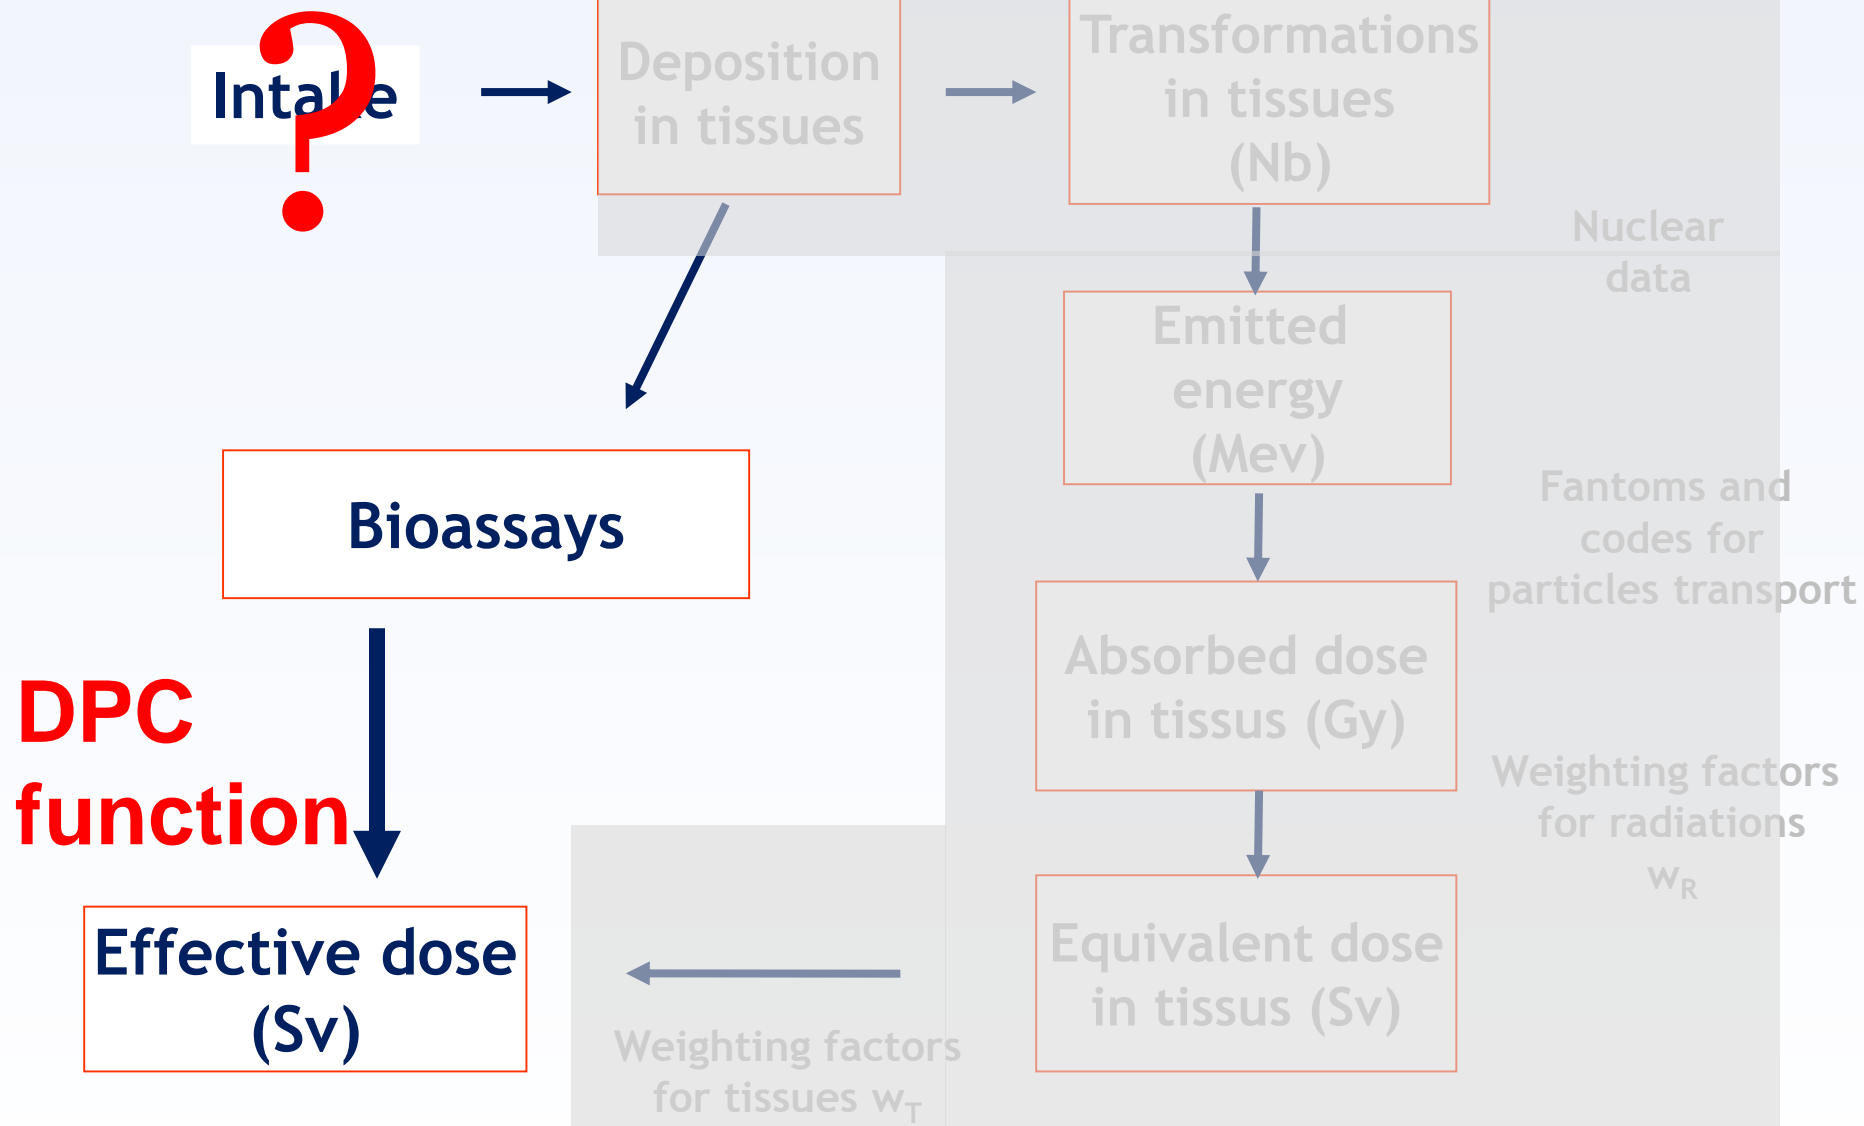 Intake
?
Deposition
in tissues
Transformations
in tissues
(Nb)
Nuclear
data
Emitted
energy
(Mev)
Fantoms and
codes for
particles transport
Bioassays
Absorbed dose
in tissus (Gy)
DPC
function
Weighting factors
for radiations
wR
Effective dose
(Sv)
Equivalent dose
in tissus (Sv)
Weighting factors
for tissues wT